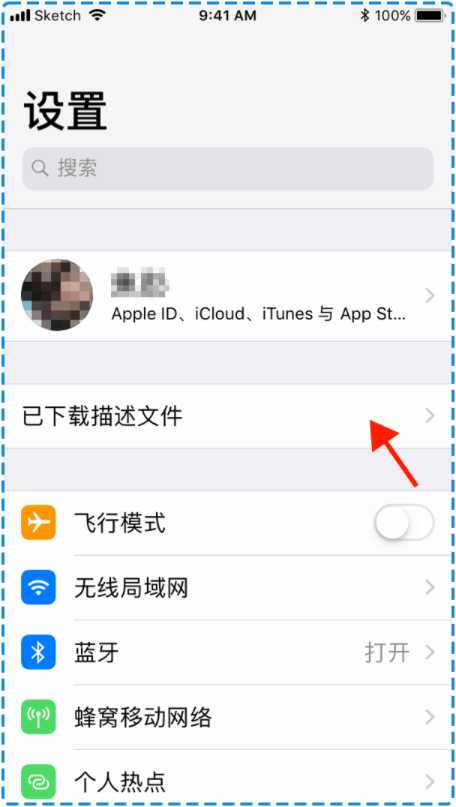 Sketch 9:41 AM 100%
设置
搜索
Apple ID、iCloud、iTunes 与 App St...
已下载描述文件
飞行模式
无线局域网
蓝牙 打开
蜂窝移动网络
个人热点